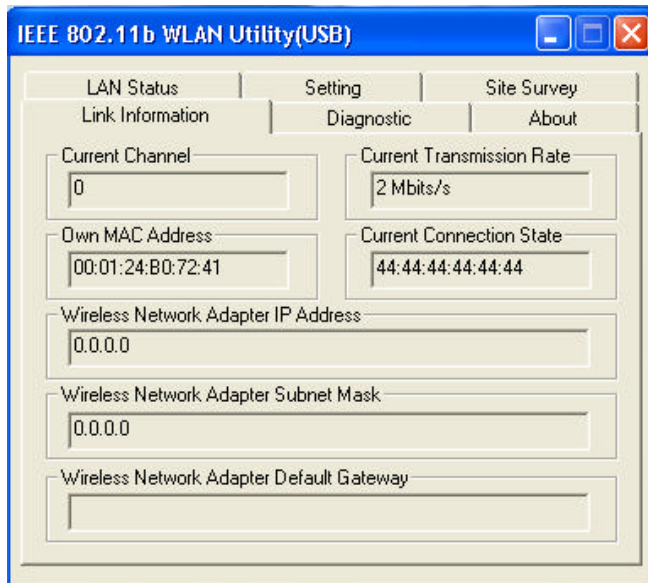 IEEE 802.11b WLAN Utility(USB)
LAN Status Setting Site Survey
Link Information Diagnostic About
Current Channel Current Transmission Rate
0 2 Mbits/s
Own MAC Address Current Connection State
00:01:24:B0:72:41 44:44:44:44:44:44
Wireless Network Adapter IP Address
0.0.0.0
Wireless Network Adapter Subnet Mask
0.0.0.0
Wireless Network Adapter Default Gateway